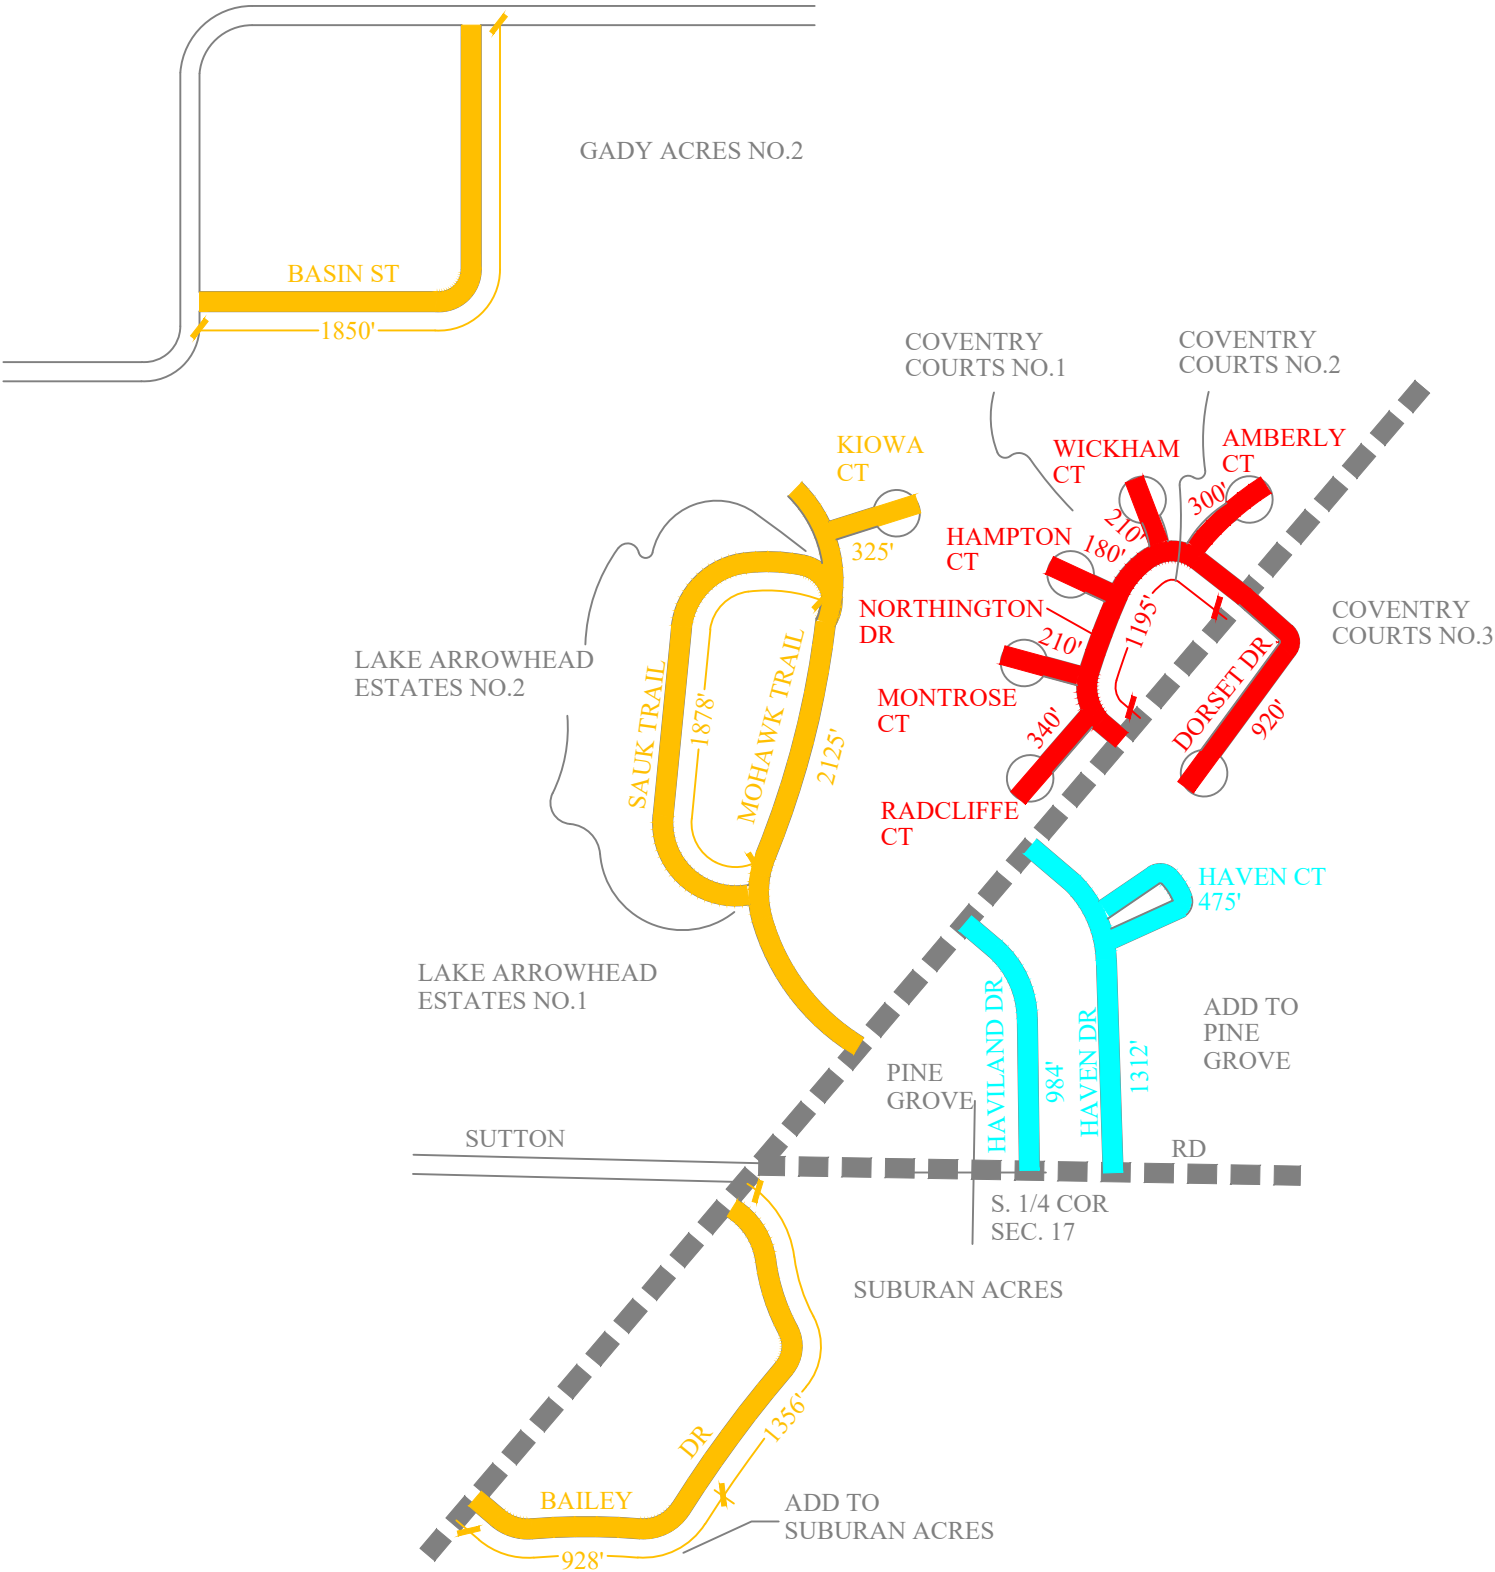 GADY ACRES NO.2
BASIN ST
1850'
COVENTRY
COURTS NO.1
COVENTRY
COURTS NO.2
KIOWA
CT
325'
WICKHAM
CT
210'
AMBERLY
CT
300'
HAMPTON
CT
180'
NORTHINGTON
DR
1195'
210'
MONTROSE
CT
340'
RADCLIFFE
CT
DORSET DR
920'
COVENTRY
COURTS NO.3
LAKE ARROWHEAD
ESTATES NO.2
SAUK TRAIL
1878'
MOHAWK TRAIL
2125'
HAVEN CT
475'
LAKE ARROWHEAD
ESTATES NO.1
HAVILAND DR
984'
HAVEN DR
1312'
ADD TO
PINE
GROVE
PINE
GROVE
SUTTON
RD
S. 1/4 COR
SEC. 17
SUBURAN ACRES
1356'
BAILEY
DR
928'
ADD TO
SUBURAN ACRES